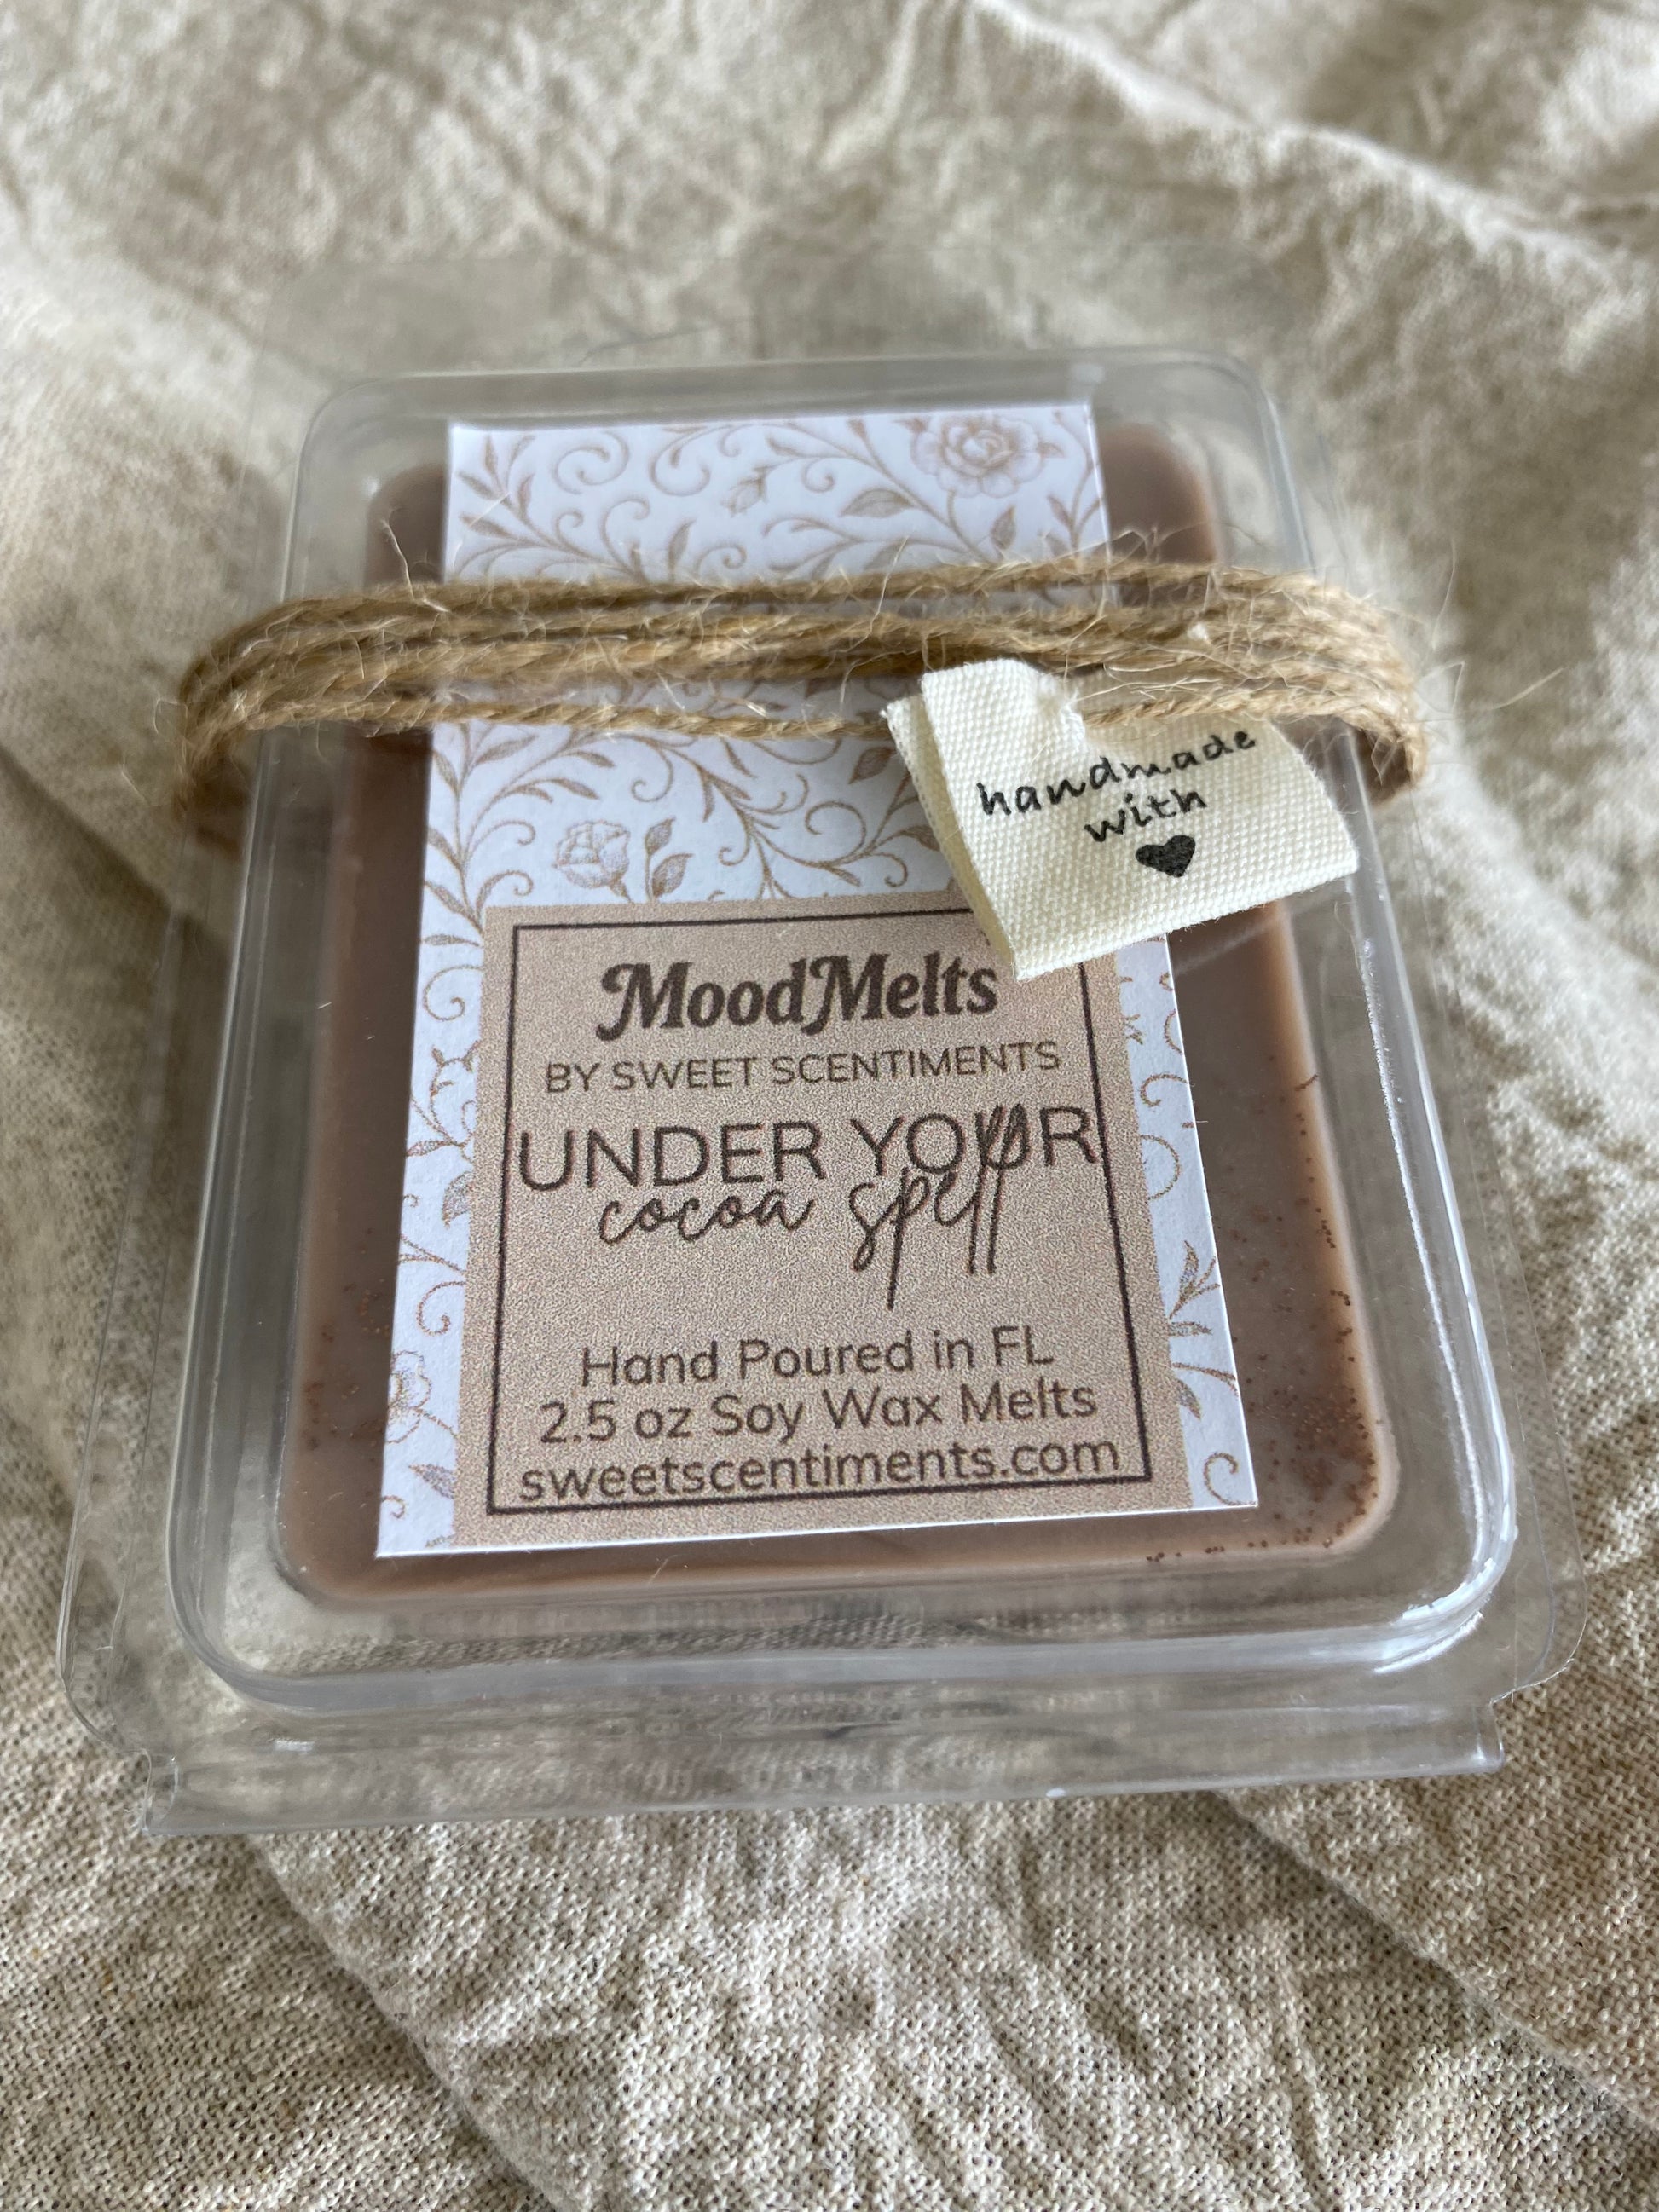 handmade
with
MoodMelts
BY SWEET SCENTIMENTS
UNDER YOUR
cocoa spell
Hand Poured in FL
2.5 oz Soy Wax Melts
sweetscentiments.com